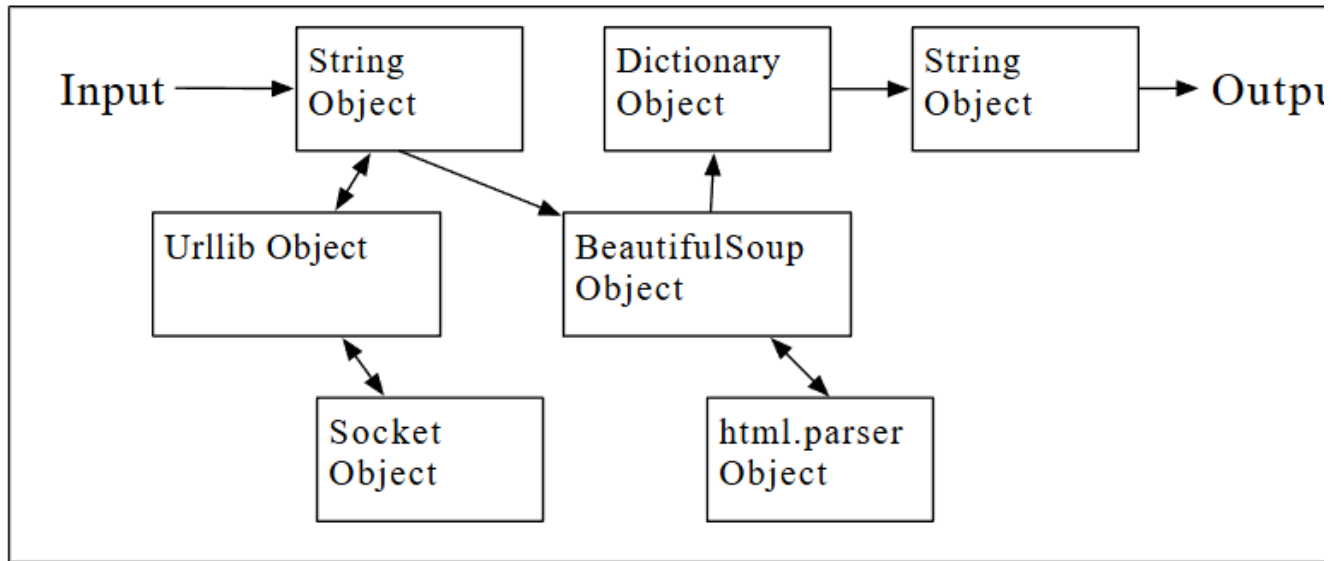 Input
String
Object
Dictionary
Object
String
Object
Outpu
Urllib Object
BeautifulSoup
Object
Socket
Object
html.parser
Object